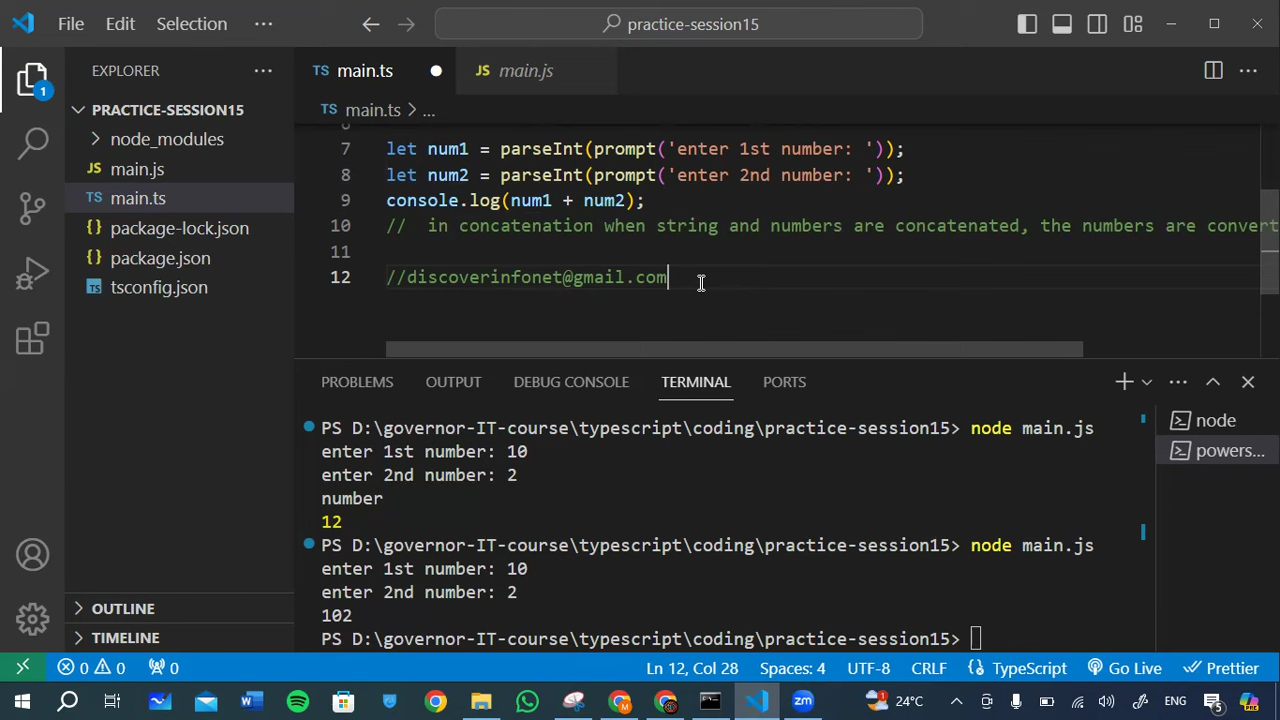 File Edit Selection ··· practice-session15
EXPLORER ··· TS main.ts JS main.js ···
1
PRACTICE-SESSION15
TS main.ts > ...
node_modules
JS main.js
TS main.ts
{} package-lock.json
{} package.json
tsconfig.json
7 let num1 = parseInt(prompt('enter 1st number: '));
8 let num2 = parseInt(prompt('enter 2nd number: '));
9 console.log(num1 + num2);
10 //  in concatenation when string and numbers are concatenated, the numbers are convert
11
12 //discoverinfonet@gmail.com
PROBLEMS OUTPUT DEBUG CONSOLE TERMINAL PORTS ···
PS D:\governor-IT-course\typescript\coding\practice-session15> node main.js
enter 1st number: 10
enter 2nd number: 2
number
12
PS D:\governor-IT-course\typescript\coding\practice-session15> node main.js
enter 1st number: 10
enter 2nd number: 2
102
PS D:\governor-IT-course\typescript\coding\practice-session15>
node
powers...
OUTLINE
TIMELINE
0 0 0 Ln 12, Col 28 Spaces: 4 UTF-8 CRLF {} TypeScript Go Live Prettier
24°C ENG 5